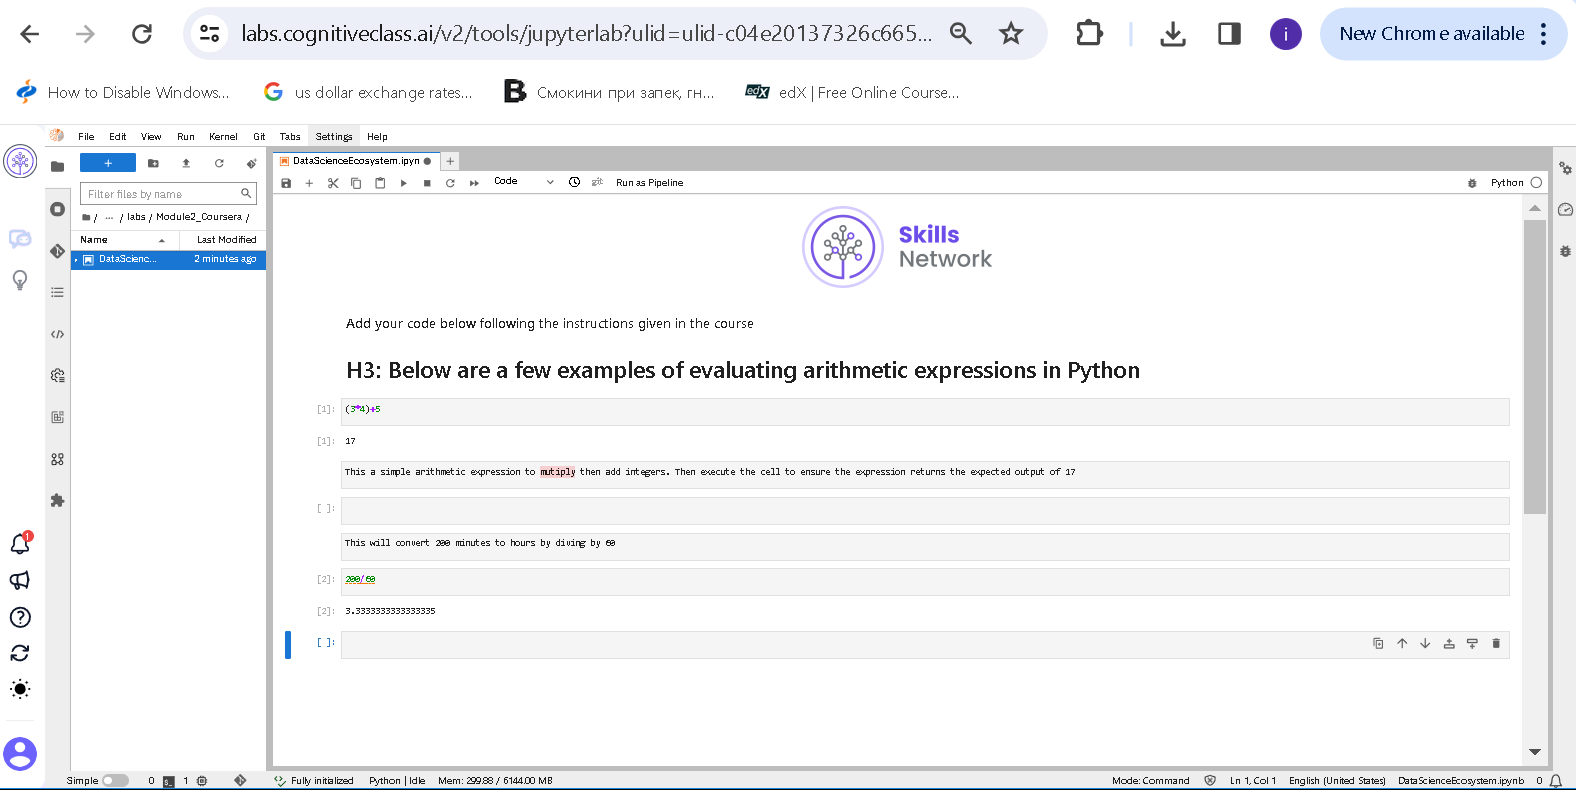 labs.cognitiveclass.ai/v2/tools/jupyterlab?ulid=ulid-c04e20137326c665...
i
New Chrome available
How to Disable Windows...
us dollar exchange rates...
B
Смокини при запек, гн...
edX
edX | Free Online Course...
File Edit View Run Kernel Git Tabs Settings Help
+
DataScienceEcosystem.ipyn
+
Filter files by name
+
Code
git
Run as Pipeline
Python
/ ... / labs / Module2_Coursera /
Name
Last Modified
DataScienc...
2 minutes ago
Skills
Network
Add your code below following the instructions given in the course
H3: Below are a few examples of evaluating arithmetic expressions in Python
[1]: (3*4)+5
[1]: 17
This a simple arithmetic expression to mutiply then add integers. Then execute the cell to ensure the expression returns the expected output of 17
[ ]:
This will convert 200 minutes to hours by diving by 60
[2]: 200/60
[2]: 3.3333333333333335
[ ]:
1
Simple
0
1
Fully initialized
Python | Idle
Mem: 299.88 / 6144.00 MB
Mode: Command
Ln 1, Col 1
English (United States)
DataScienceEcosystem.ipynb
0